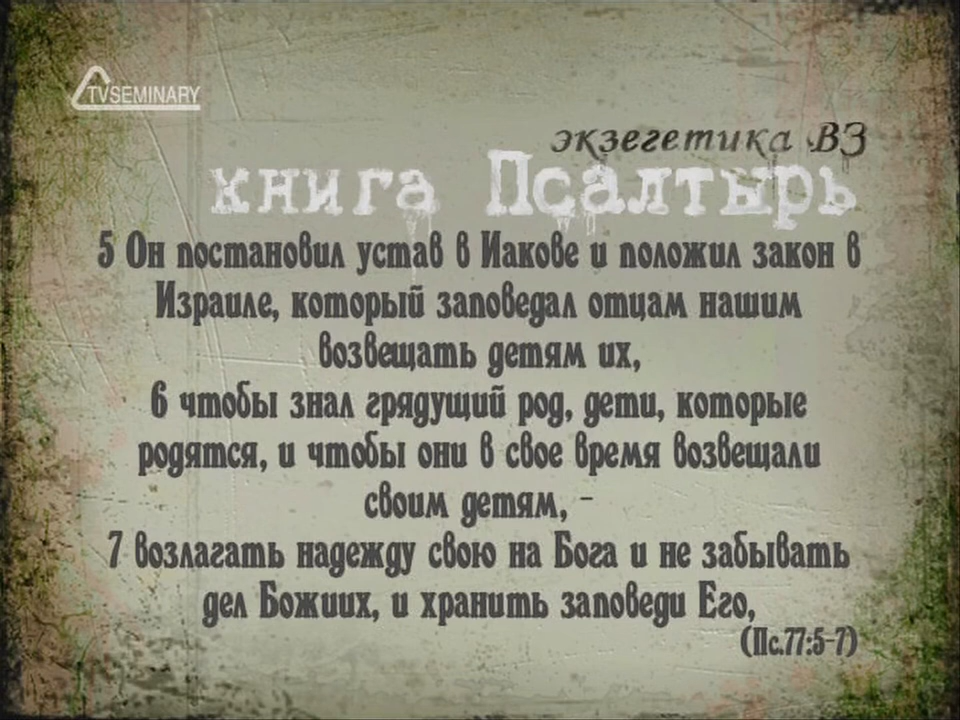 TVSEMINARY
экзегетика ВЗ
книга Псалтырь
5 Он постановил устав в Иакове и положил закон в
Израиле, который заповедал отцам нашим
возвещать детям их,
6 чтобы знал грядущий род, дети, которые
родятся, и чтобы они в свое время возвещали
своим детям, -
7 возлагать надежду свою на Бога и не забывать
дел Божиих, и хранить заповеди Его,
(Пс.77:5-7)